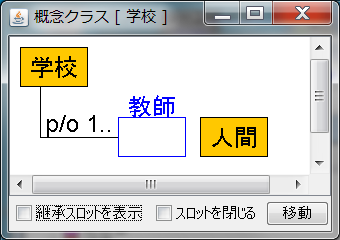 概念クラス [ 学校 ]
学校
教師
p/o 1..
人間
継承スロットを表示
スロットを閉じる
移動